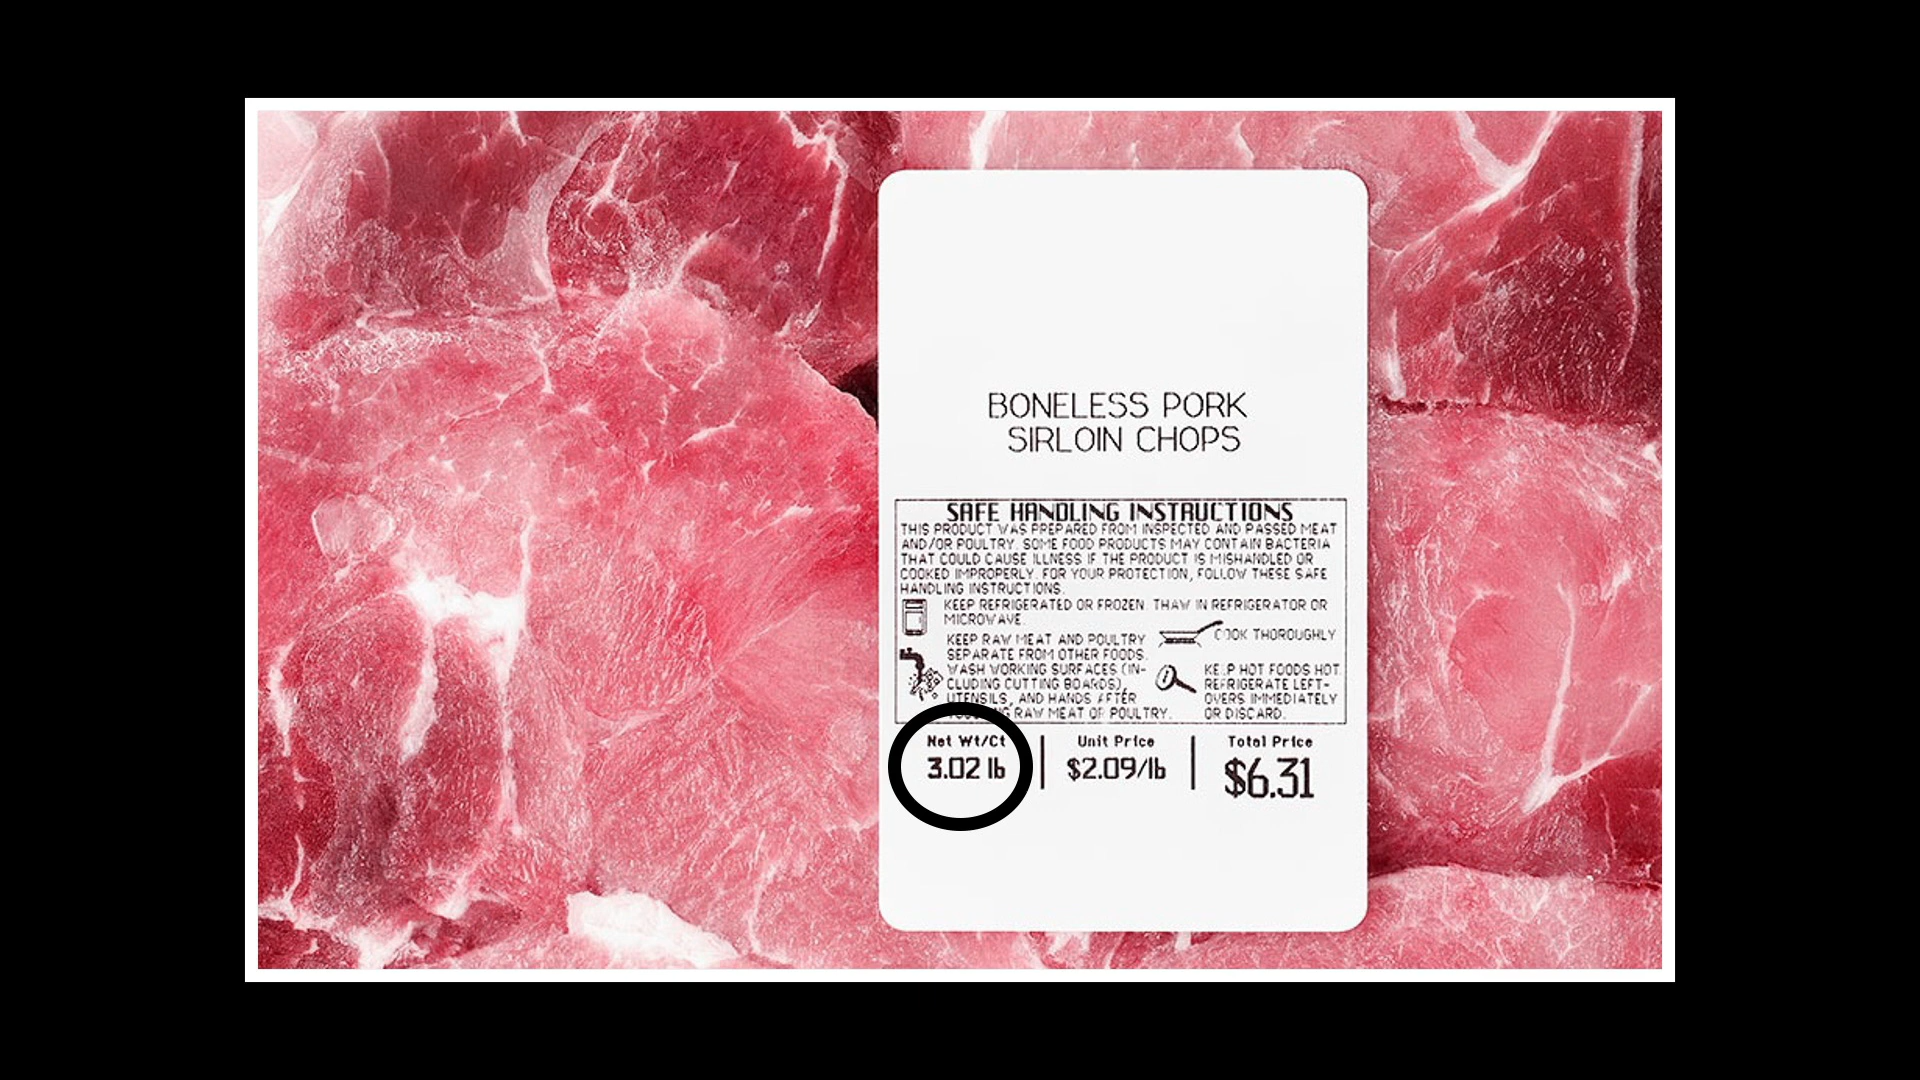 BONELESS PORK
SIRLOIN CHOPS
SAFE HANDLING INSTRUCTIONS
THIS PRODUCT WAS PREPARED FROM INSPECTED AND PASSED MEAT
AND/OR POULTRY. SOME FOOD PRODUCTS MAY CONTAIN BACTERIA
THAT COULD CAUSE ILLNESS IF THE PRODUCT IS MISHANDLED OR
COOKED IMPROPERLY. FOR YOUR PROTECTION, FOLLOW THESE SAFE
HANDLING INSTRUCTIONS.
KEEP REFRIGERATED OR FROZEN. THAW IN REFRIGERATOR OR
MICROWAVE.
KEEP RAW MEAT AND POULTRY
SEPARATE FROM OTHER FOODS.
WASH WORKING SURFACES (IN-
CLUDING CUTTING BOARDS),
UTENSILS, AND HANDS AFTER
RAW MEAT OR POULTRY.
COOK THOROUGHLY
KEEP HOT FOODS HOT.
REFRIGERATE LEFT-
OVERS IMMEDIATELY
OR DISCARD.
Net Wt/Ct
3.02 lb
Unit Price
$2.09/lb
Total Price
$6.31